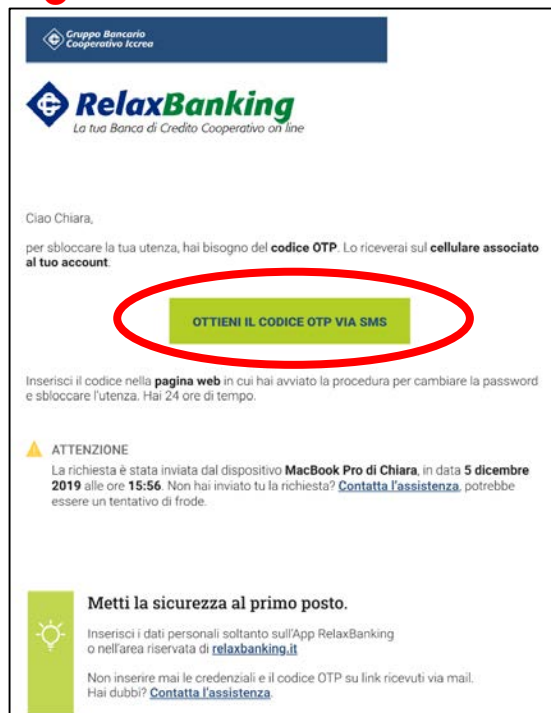 Gruppo Bancario
Cooperativo Iccrea
RelaxBanking
La tua Banca di Credito Cooperativo on line
Ciao Chiara,
per sbloccare la tua utenza, hai bisogno del codice OTP. Lo riceverai sul cellulare associato
al tuo account.
OTTIENI IL CODICE OTP VIA SMS
Inserisci il codice nella pagina web in cui hai avviato la procedura per cambiare la password
e sbloccare l'utenza. Hai 24 ore di tempo.
ATTENZIONE
La richiesta è stata inviata dal dispositivo MacBook Pro di Chiara, in data 5 dicembre
2019 alle ore 15:56. Non hai inviato tu la richiesta? Contatta l'assistenza, potrebbe
essere un tentativo di frode.
Metti la sicurezza al primo posto.
Inserisci i dati personali soltanto sull'App RelaxBanking
o nell'area riservata di relaxbanking.it
Non inserire mai le credenziali e il codice OTP su link ricevuti via mail.
Hai dubbi? Contatta l'assistenza.